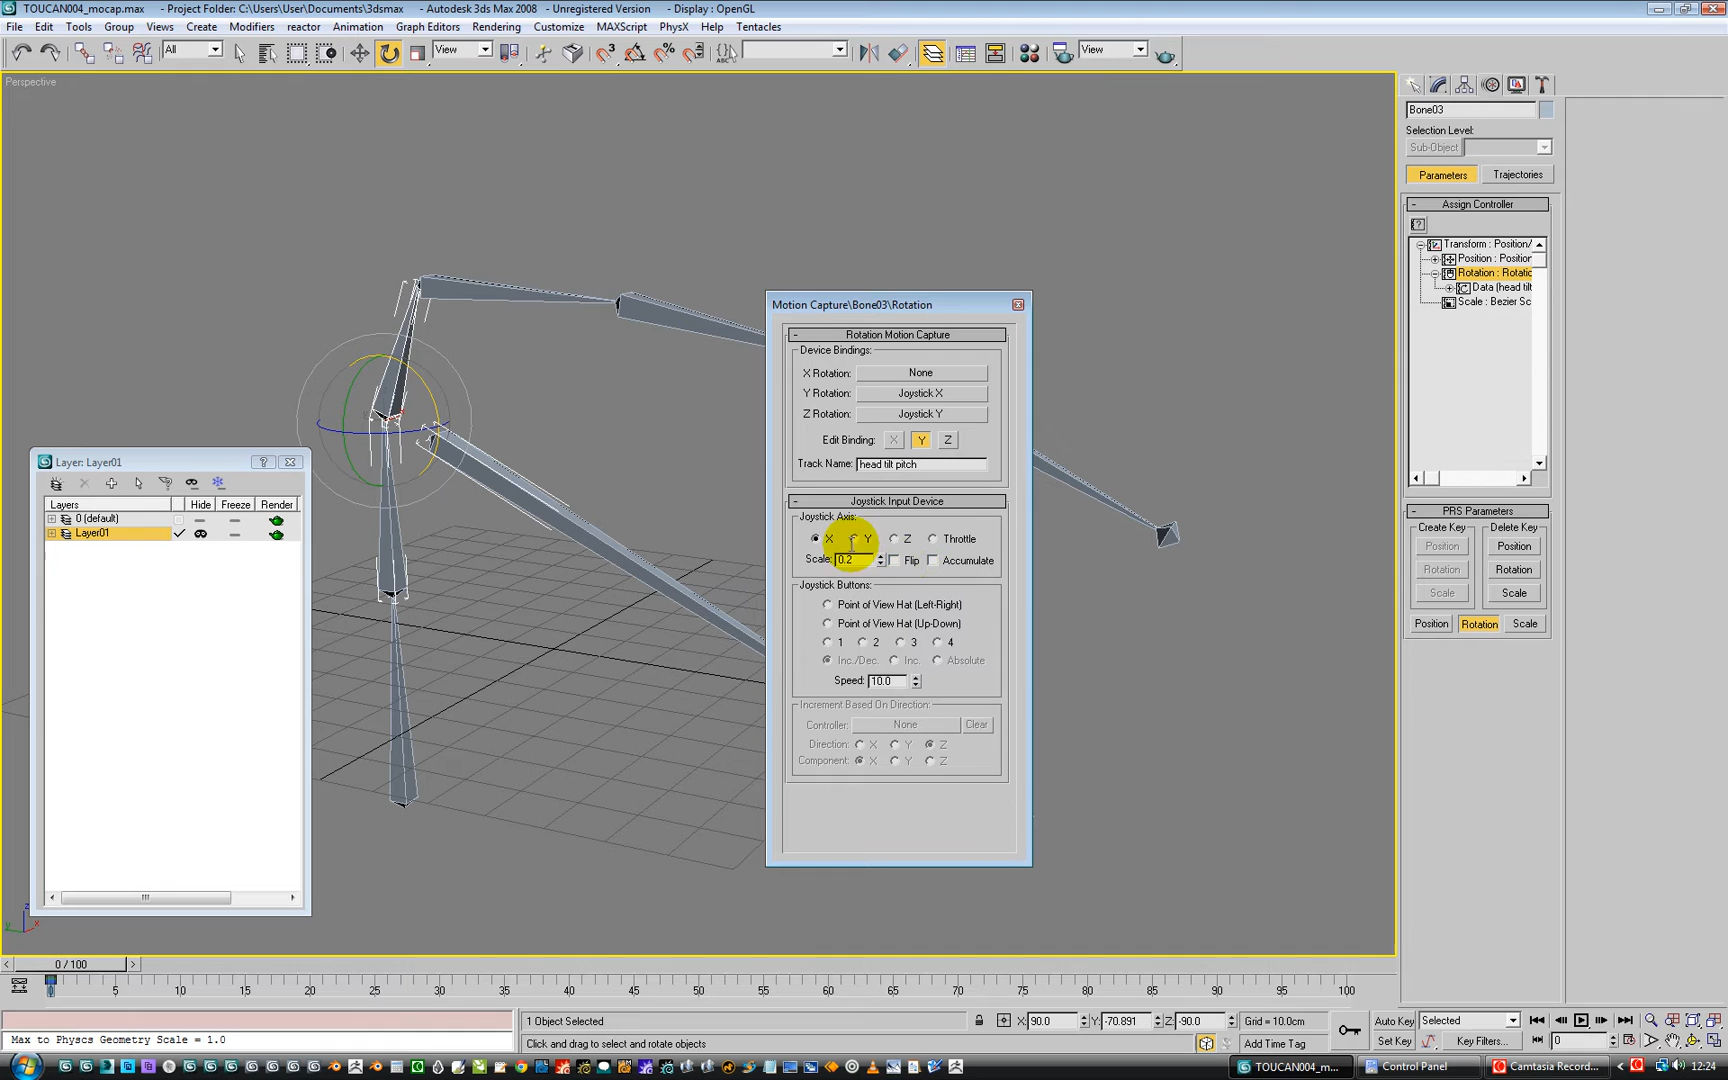 TOUCAN004_mocap.max - Project Folder: C:\Users\User\Documents\3dsmax - Autodesk 3ds Max 2008 - Unregistered Version - Display : OpenGL
File Edit Tools Group Views Create Modifiers reactor Animation Graph Editors Rendering Customize MAXScript PhysX Help Tentacles
All View View
Perspective
Bone03
Selection Level:
Sub-Object
Parameters Trajectories
- Assign Controller
Transform : Position/
Position : Position
Rotation : Rotatio
Data (head tilt
Scale : Bezier Sc
- PRS Parameters
Create Key Delete Key
Position Position
Rotation Rotation
Scale Scale
Position Rotation Scale
Motion Capture\Bone03\Rotation
- Rotation Motion Capture
Device Bindings:
X Rotation: None
Y Rotation: Joystick X
Z Rotation: Joystick Y
Edit Binding: X Y Z
Track Name: head tilt pitch
- Joystick Input Device
Joystick Axis:
X Y Z Throttle
Scale: 0.2 Flip Accumulate
Joystick Buttons:
Point of View Hat (Left-Right)
Point of View Hat (Up-Down)
1 2 3 4
Inc./Dec. Inc. Absolute
Speed: 10.0
Increment Based On Direction:
Controller: None Clear
Direction: X Y Z
Component: X Y Z
Layer: Layer01
Layers Hide Freeze Render
0 (default)
Layer01
z
y x
0 / 100
0 5 10 15 20 25 30 35 40 45 50 55 60 65 70 75 80 85 90 95 100
1 Object Selected X: 90.0 Y: -70.891 Z: -90.0 Grid = 10.0cm Auto Key Selected
Max to Physcs Geometry Scale = 1.0 Click and drag to select and rotate objects Add Time Tag Set Key Key Filters... 0
TOUCAN004_m... Control Panel Camtasia Record... 12:24